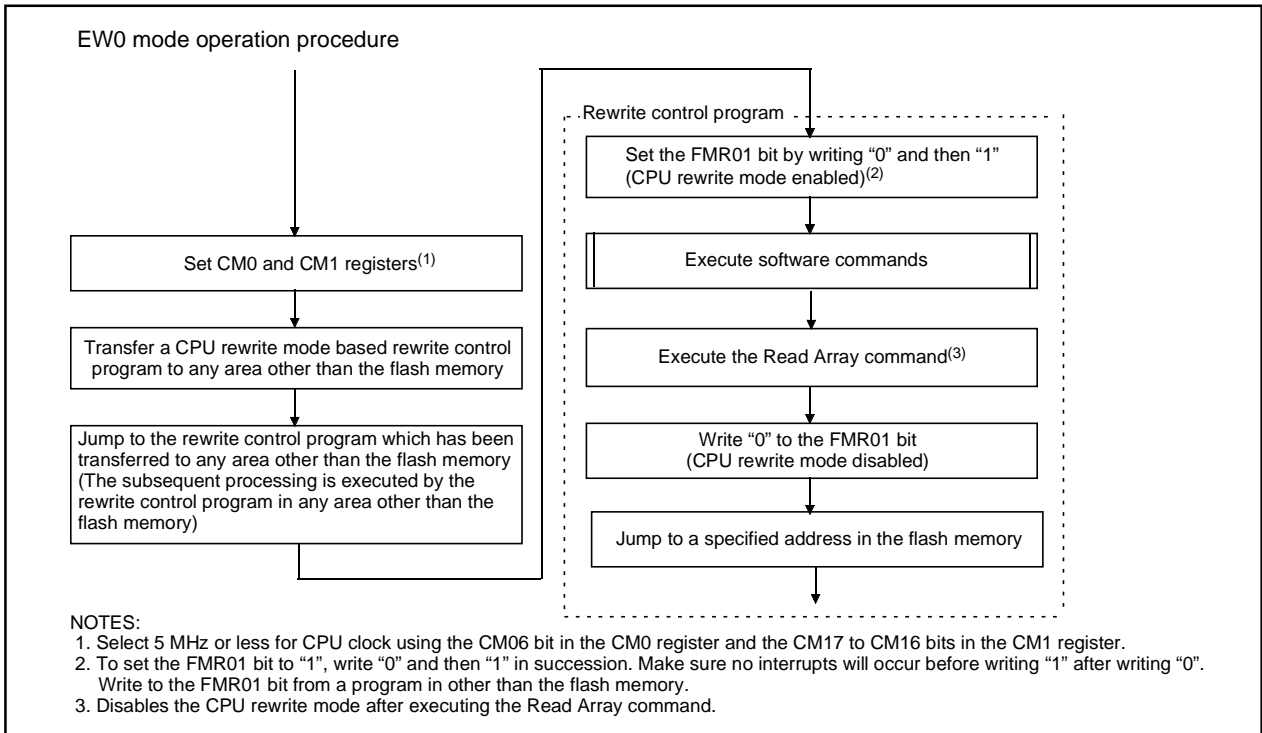 EW0 mode operation procedure
Set CM0 and CM1 registers(1)
Transfer a CPU rewrite mode based rewrite control
program to any area other than the flash memory
Jump to the rewrite control program which has been
transferred to any area other than the flash memory
(The subsequent processing is executed by the
rewrite control program in any area other than the
flash memory)
Rewrite control program
Set the FMR01 bit by writing “0” and then “1”
(CPU rewrite mode enabled)(2)
Execute software commands
Execute the Read Array command(3)
Write “0” to the FMR01 bit
(CPU rewrite mode disabled)
Jump to a specified address in the flash memory
NOTES:
1. Select 5 MHz or less for CPU clock using the CM06 bit in the CM0 register and the CM17 to CM16 bits in the CM1 register.
2. To set the FMR01 bit to “1”, write “0” and then “1” in succession. Make sure no interrupts will occur before writing “1” after writing “0”.
Write to the FMR01 bit from a program in other than the flash memory.
3. Disables the CPU rewrite mode after executing the Read Array command.